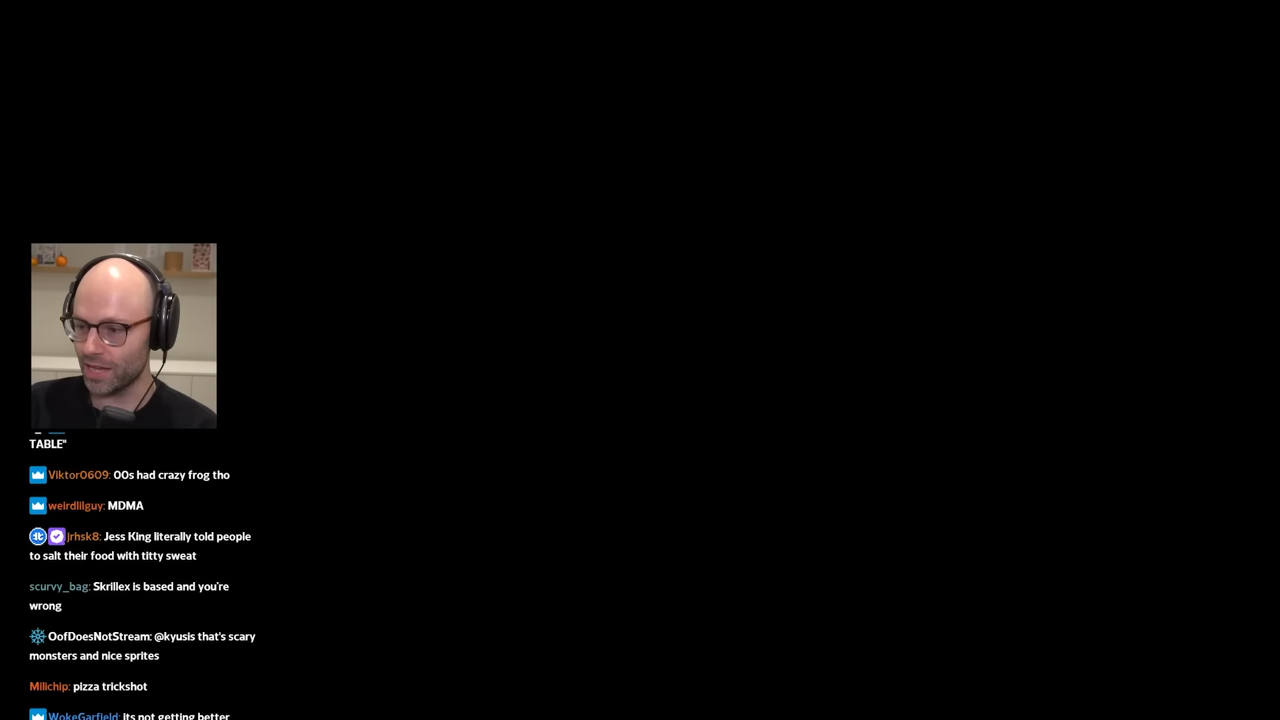 TABLE"
Viktor0609: 00s had crazy frog tho
weirdlilguy: MDMA
jrhsk8: Jess King literally told people
to salt their food with titty sweat
scurvy_bag: Skrillex is based and you're
wrong
OofDoesNotStream: @kyusis that's scary
monsters and nice sprites
Milichip: pizza trickshot
WokeGarfield: its not getting better